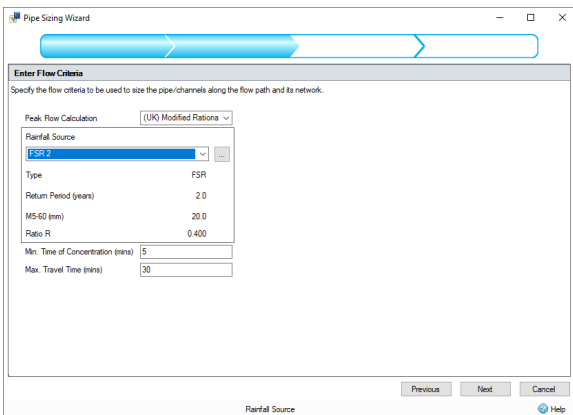 Pipe Sizing Wizard
Enter Flow Criteria
Specify the flow criteria to be used to size the pipe/channels along the flow path and its network.
Peak Flow Calculation (UK) Modified Rationa
Rainfall Source
FSR 2 ...
Type FSR
Return Period (years) 2.0
M5-60 (mm) 20.0
Ratio R 0.400
Min. Time of Concentration (mins) 5
Max. Travel Time (mins) 30
Previous Next Cancel
Rainfall Source Help